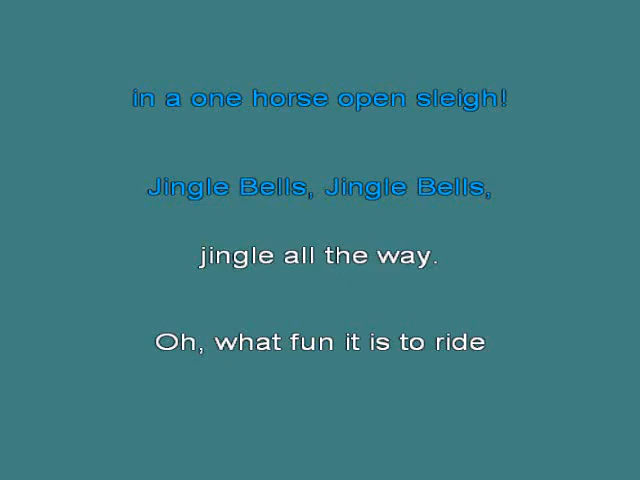 in a one horse open sleigh!
Jingle Bells, Jingle Bells,
jingle all the way.
Oh, what fun it is to ride